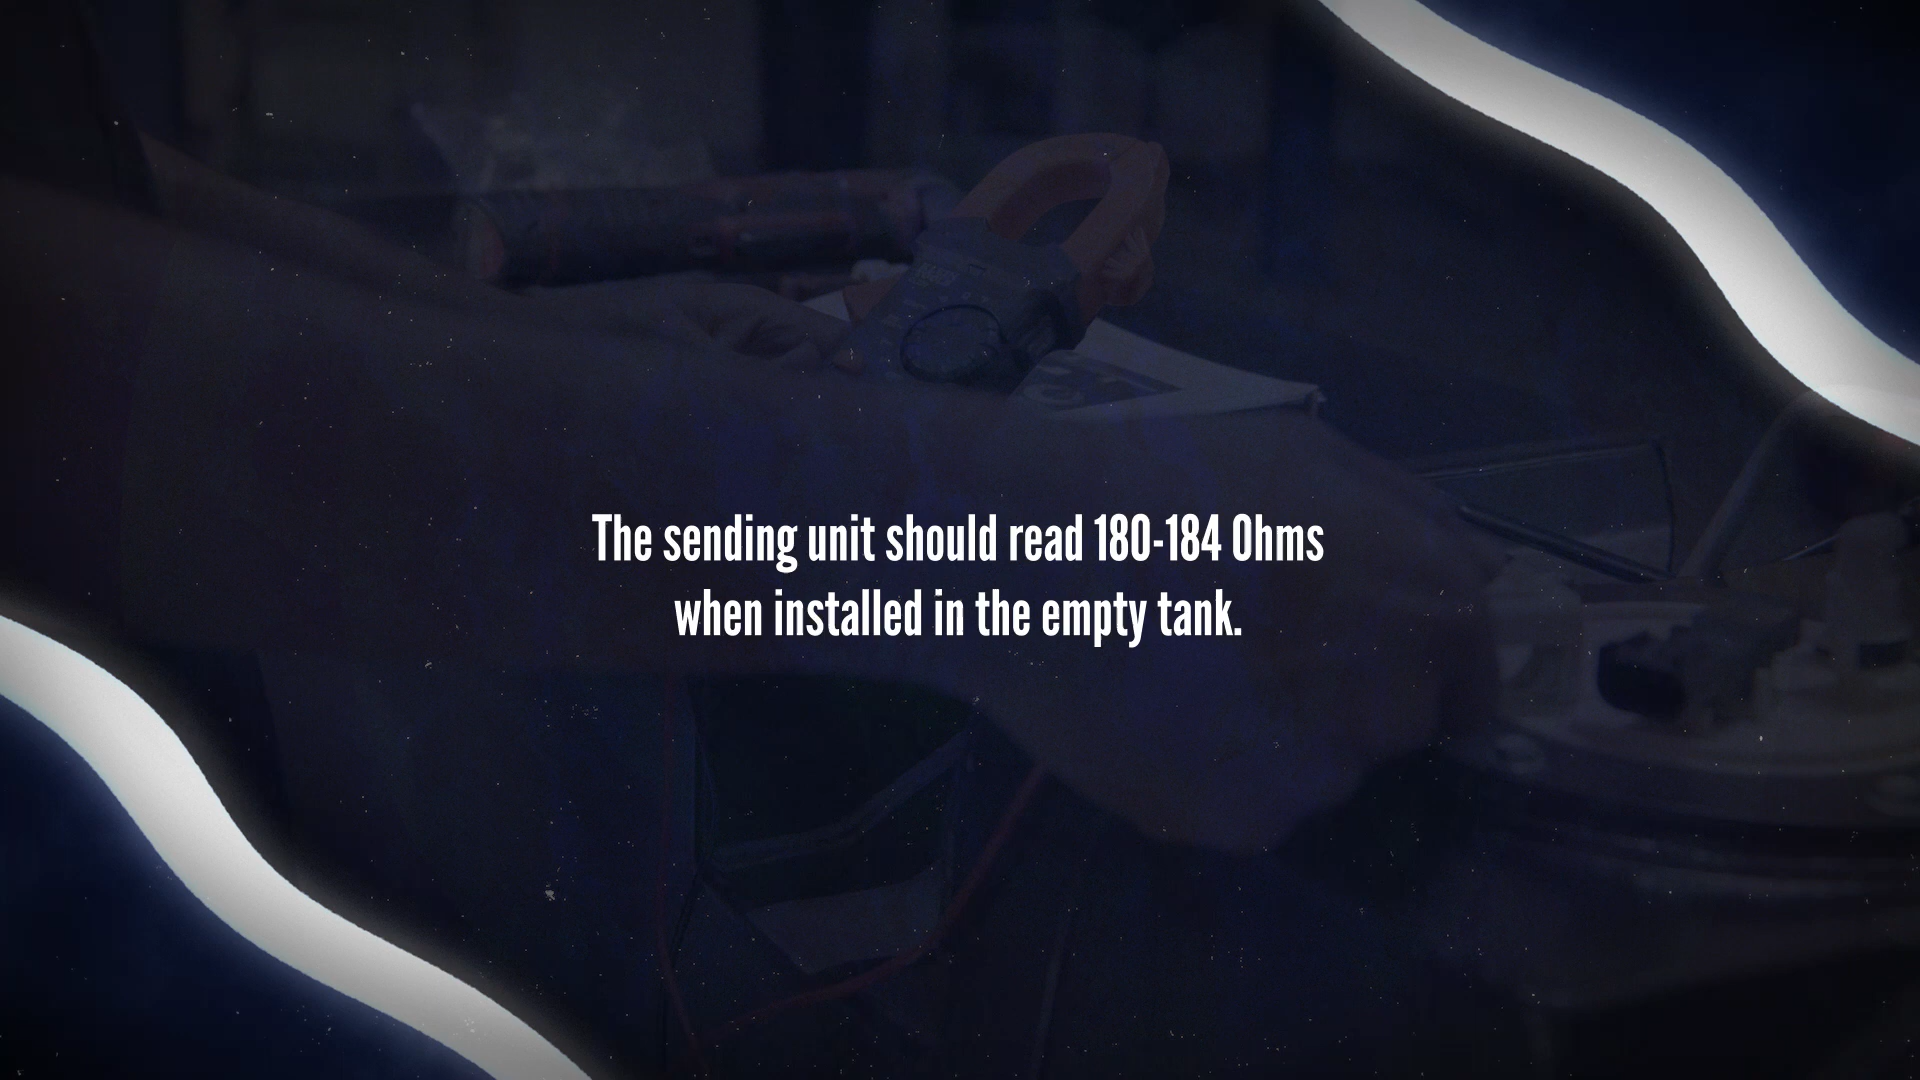 The sending unit should read 180-184 Ohms
when installed in the empty tank.